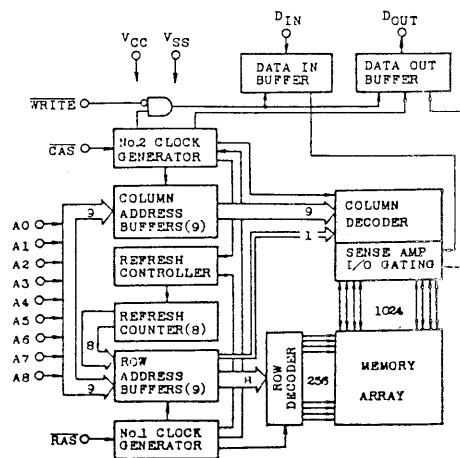 DIN
DOUT
VCC
VSS
DATA IN
BUFFER
DATA OUT
BUFFER
WRITE
No.2 CLOCK
GENERATOR
CAS
COLUMN
ADDRESS
BUFFERS(9)
9
9
COLUMN
DECODER
1
SENSE AMP
I/O GATING
A0
A1
A2
A3
A4
A5
A6
A7
A8
REFRESH
CONTROLLER
REFRESH
COUNTER(8)
8
ROW
ADDRESS
BUFFERS(9)
9
8
ROW
DECODER
256
1024
MEMORY
ARRAY
RAS
No.1 CLOCK
GENERATOR